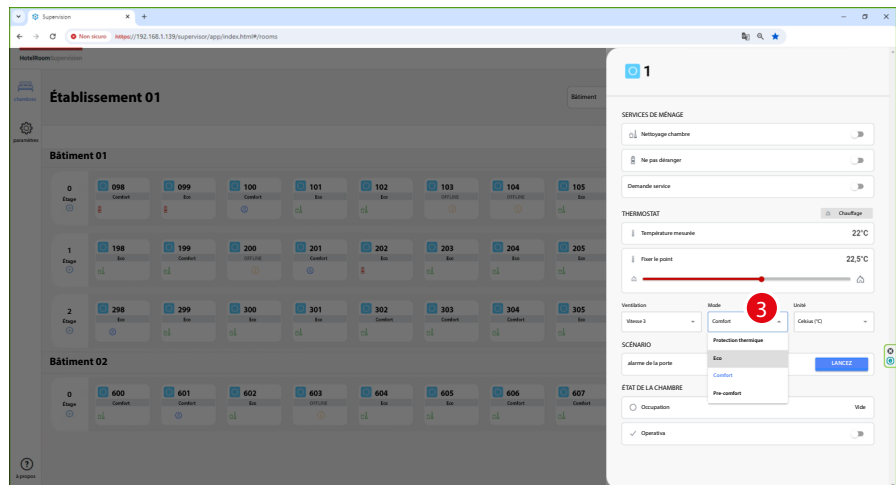 Supervision
Non sicuro https://192.168.1.139/supervisor/app/index.html#/rooms
HotelRoom Supervision
chambres
paramètres
à propos
Établissement 01
Bâtiment
Bâtiment 01
0 Étage
098 Comfort
099 Eco
100 Comfort
101 Eco
102 Eco
103 OFFLINE
104 OFFLINE
105 Eco
1 Étage
198 Eco
199 Comfort
200 OFFLINE
201 Comfort
202 Eco
203 Eco
204 Eco
205 Eco
2 Étage
298 Eco
299 Eco
300 Eco
301 Eco
302 Comfort
303 Comfort
304 Comfort
305 Eco
Bâtiment 02
0 Étage
600 Comfort
601 Comfort
602 Eco
603 OFFLINE
604 Eco
605 Eco
606 Comfort
607 Comfort
1
SERVICES DE MÉNAGE
Nettoyage chambre
Ne pas déranger
Demande service
THERMOSTAT
Chauffage
Température mesurée 22°C
Fixer le point 22,5°C
Ventilation Mode Unité
Vitesse 3 Comfort Celsius (°C)
3
Protection thermique
Eco
Comfort
Pre-comfort
SCÉNARIO
alarme de la porte LANCEZ
ÉTAT DE LA CHAMBRE
Occupation Vide
Operativa